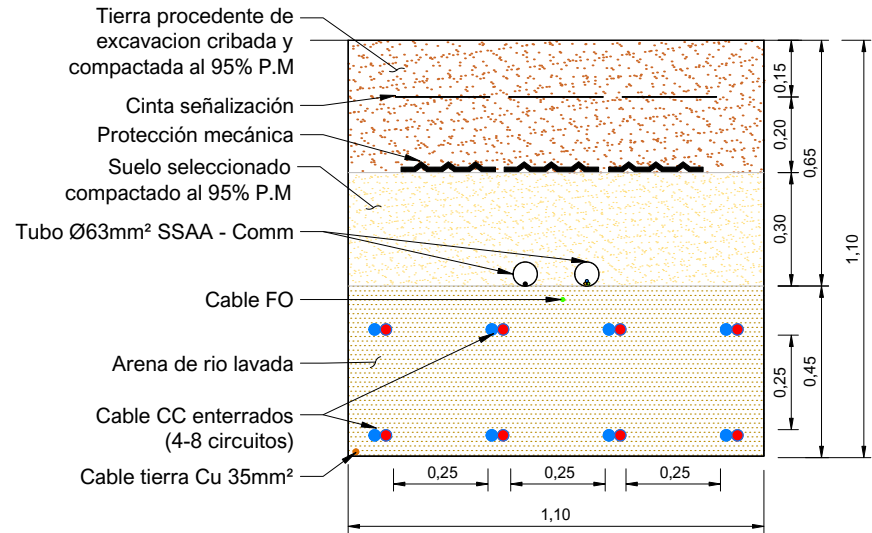 Tierra procedente de
excavacion cribada y
compactada al 95% P.M
Cinta señalización
Protección mecánica
Suelo seleccionado
compactado al 95% P.M
Tubo Ø63mm² SSAA - Comm
Cable FO
Arena de rio lavada
Cable CC enterrados
(4-8 circuitos)
Cable tierra Cu 35mm²
0,15
0,20
0,65
0,30
1,10
0,25
0,45
0,25
0,25
0,25
1,10